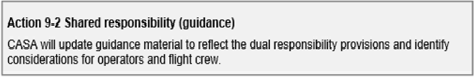 Action 9-2 Shared responsibility (guidance)
CASA will update guidance material to reflect the dual responsibility provisions and identify
considerations for operators and flight crew.